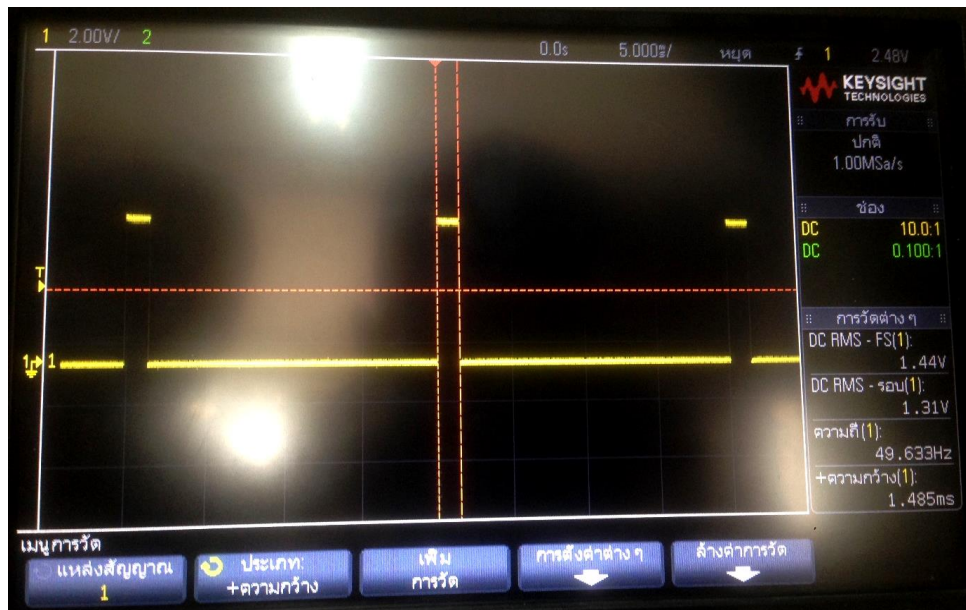 1 2.00V/ 2 0.0s 5.000ms/ หยุด 1 2.48V
KEYSIGHT
TECHNOLOGIES
การรับ
ปกติ
1.00MSa/s
ช่อง
DC 10.0:1
DC 0.100:1
T
1 1
การวัดต่าง ๆ
DC RMS - FS(1):
1.44V
DC RMS - รอบ(1):
1.31V
ความถี่(1):
49.633Hz
+ความกว้าง(1):
1.485ms
เมนูการวัด
แหล่งสัญญาณ
1
ประเภท:
+ความกว้าง
เพิ่ม
การวัด
การตั้งค่าต่าง ๆ
ล้างค่าการวัด